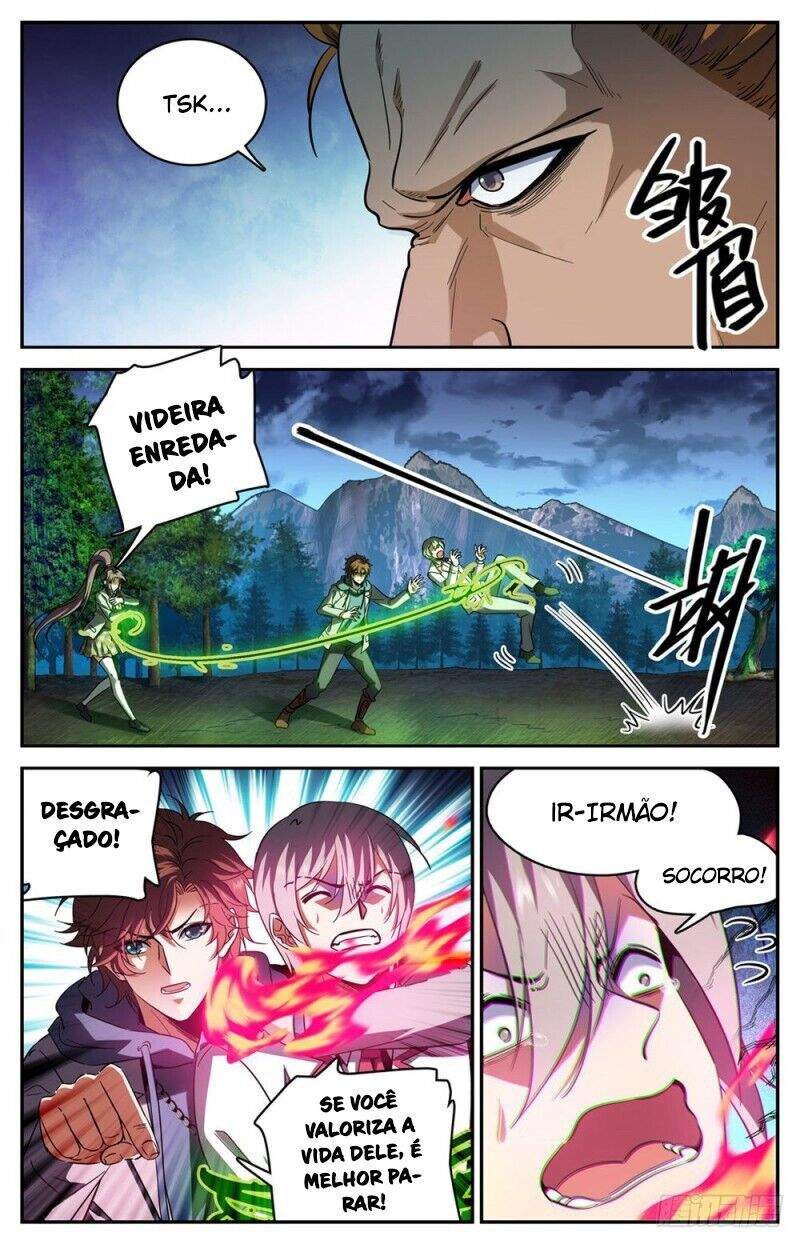 TSK...
皱眉
VIDEIRA
ENREDA-
DA!
DESGRA-
ÇADO!
IR-IRMÃO!
SOCORRO!
SE VOCÊ
VALORIZA A
VIDA DELE, É
MELHOR PA-
RAR!